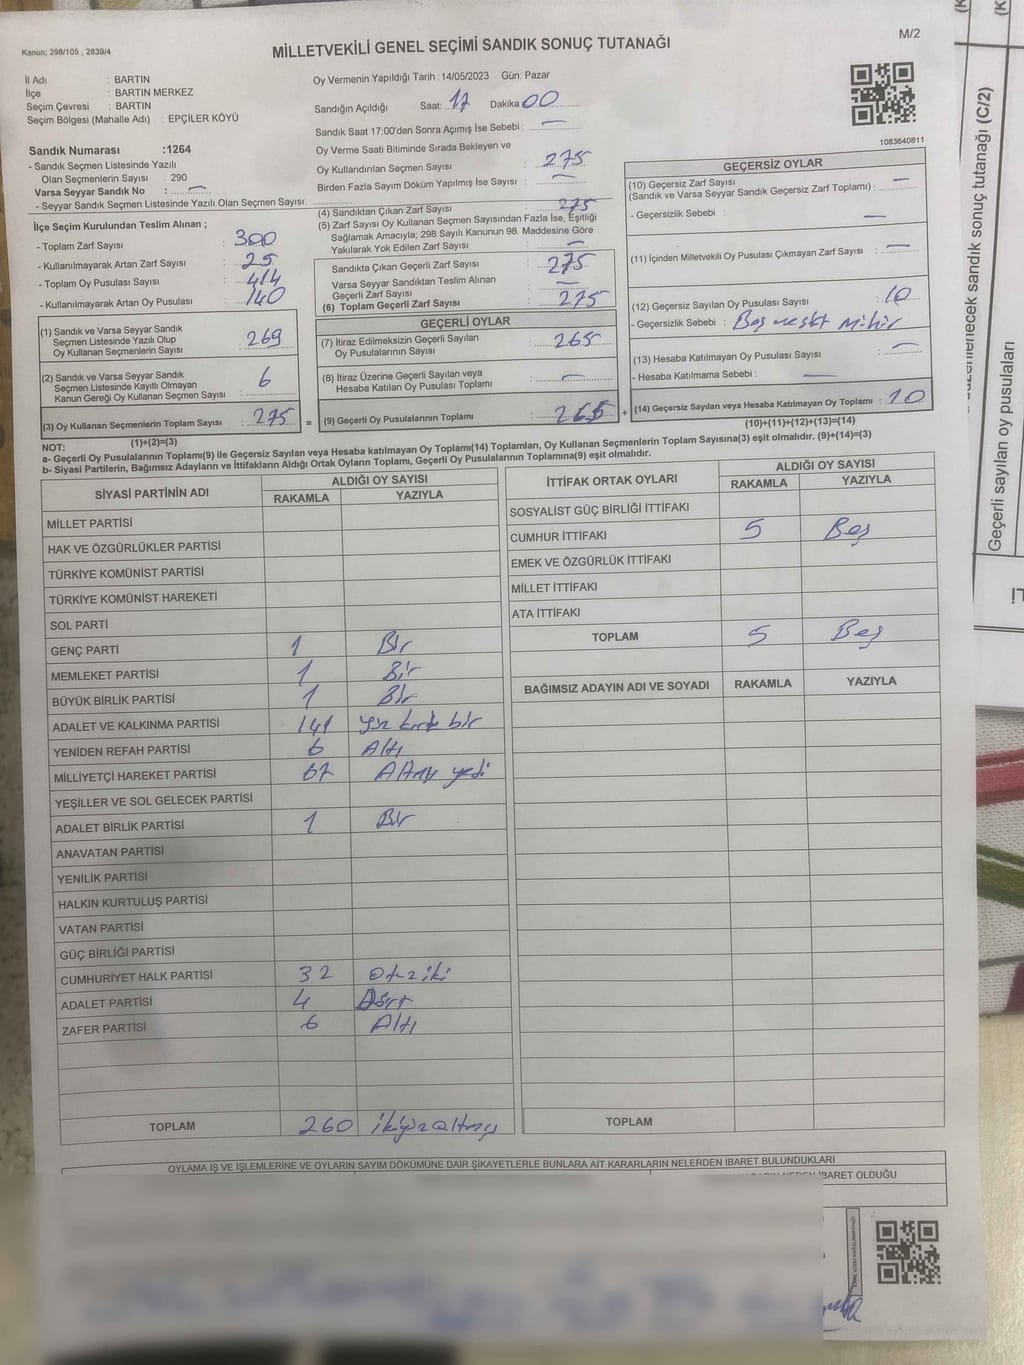 Kanun; 298/105 , 2839/4
MİLLETVEKİLİ GENEL SEÇİMİ SANDIK SONUÇ TUTANAĞI
M/2
İl Adı : BARTIN
İlçe : BARTIN MERKEZ
Seçim Çevresi : BARTIN
Seçim Bölgesi (Mahalle Adı) : EPÇİLER KÖYÜ
Sandık Numarası :1264
- Sandık Seçmen Listesinde Yazılı
Olan Seçmenlerin Sayısı : 290
Varsa Seyyar Sandık No : —
- Seyyar Sandık Seçmen Listesinde Yazılı Olan Seçmen Sayısı:
İlçe Seçim Kurulundan Teslim Alınan ;
- Toplam Zarf Sayısı : 300
- Kullanılmayarak Artan Zarf Sayısı : 25
- Toplam Oy Pusulası Sayısı : 414
- Kullanılmayarak Artan Oy Pusulası : 140
(1) Sandık ve Varsa Seyyar Sandık
Seçmen Listesinde Yazılı Olup
Oy Kullanan Seçmenlerin Sayısı : 269
(2) Sandık ve Varsa Seyyar Sandık
Seçmen Listesinde Kayıtlı Olmayan
Kanun Gereği Oy Kullanan Seçmen Sayısı : 6
(3) Oy Kullanan Seçmenlerin Toplam Sayısı : 275
(1)+(2)=(3)
Oy Vermenin Yapıldığı Tarih :14/05/2023 Gün: Pazar
Sandığın Açıldığı Saat: 17 Dakika 00
Sandık Saat 17:00'den Sonra Açımış İse Sebebi : —
Oy Verme Saati Bitiminde Sırada Bekleyen ve
Oy Kullandırılan Seçmen Sayısı : 275
Birden Fazla Sayım Döküm Yapılmış İse Sayısı : —
(4) Sandıktan Çıkan Zarf Sayısı : 275
(5) Zarf Sayısı Oy Kullanan Seçmen Sayısından Fazla İse, Eşitliği
Sağlamak Amacıyla; 298 Sayılı Kanunun 98. Maddesine Göre
Yakılarak Yok Edilen Zarf Sayısı : —
Sandıkta Çıkan Geçerli Zarf Sayısı : 275
Varsa Seyyar Sandıktan Teslim Alınan
Geçerli Zarf Sayısı : —
(6) Toplam Geçerli Zarf Sayısı : 275
GEÇERLİ OYLAR
(7) İtiraz Edilmeksizin Geçerli Sayılan
Oy Pusulalarının Sayısı : 265
(8) İtiraz Üzerine Geçerli Sayılan veya
Hesaba Katılan Oy Pusulası Toplamı : —
= (9) Geçerli Oy Pusulalarının Toplamı : 265 +
1083640811
GEÇERSİZ OYLAR
(10) Geçersiz Zarf Sayısı
(Sandık ve Varsa Seyyar Sandık Geçersiz Zarf Toplamı) : —
- Geçersizlik Sebebi : —
(11) İçinden Milletvekili Oy Pusulası Çıkmayan Zarf Sayısı : —
(12) Geçersiz Sayılan Oy Pusulası Sayısı : 10
- Geçersizlik Sebebi : Boş
(13) Hesaba Katılmayan Oy Pusulası Sayısı : —
- Hesaba Katılmama Sebebi : —
(14) Geçersiz Sayılan veya Hesaba Katılmayan Oy Toplamı : 10
(10)+(11)+(12)+(13)=(14)
NOT:
a- Geçerli Oy Pusulalarının Toplamı(9) ile Geçersiz Sayılan veya Hesaba katılmayan Oy Toplamı(14) Toplamları, Oy Kullanan Seçmenlerin Toplam Sayısına(3) eşit olmalıdır. (9)+(14)=(3)
b- Siyasi Partilerin, Bağımsız Adayların ve İttifakların Aldığı Ortak Oyların Toplamı, Geçerli Oy Pusulalarının Toplamına(9) eşit olmalıdır.
SİYASİ PARTİNİN ADI ALDIĞI OY SAYISI
RAKAMLA YAZIYLA
MİLLET PARTİSİ
HAK VE ÖZGÜRLÜKLER PARTİSİ
TÜRKİYE KOMÜNİST PARTİSİ
TÜRKİYE KOMÜNİST HAREKETİ
SOL PARTİ
GENÇ PARTİ 1 Bir
MEMLEKET PARTİSİ 1 Bir
BÜYÜK BİRLİK PARTİSİ 1 Bir
ADALET VE KALKINMA PARTİSİ 141 yüz kırk bir
YENİDEN REFAH PARTİSİ 6 Altı
MİLLİYETÇİ HAREKET PARTİSİ 67 Altmış yedi
YEŞİLLER VE SOL GELECEK PARTİSİ
ADALET BİRLİK PARTİSİ 1 Bir
ANAVATAN PARTİSİ
YENİLİK PARTİSİ
HALKIN KURTULUŞ PARTİSİ
VATAN PARTİSİ
GÜÇ BİRLİĞİ PARTİSİ
CUMHURİYET HALK PARTİSİ 32 Otuz iki
ADALET PARTİSİ 4 Dört
ZAFER PARTİSİ 6 Altı
TOPLAM 260 ikiyüzaltmış
İTTİFAK ORTAK OYLARI ALDIĞI OY SAYISI
RAKAMLA YAZIYLA
SOSYALİST GÜÇ BİRLİĞİ İTTİFAKI
CUMHUR İTTİFAKI 5 Beş
EMEK VE ÖZGÜRLÜK İTTİFAKI
MİLLET İTTİFAKI
ATA İTTİFAKI
TOPLAM 5 Beş
BAĞIMSIZ ADAYIN ADI VE SOYADI RAKAMLA YAZIYLA
TOPLAM
OYLAMA İŞ VE İŞLEMLERİNE VE OYLARIN SAYIM DÖKÜMÜNE DAİR ŞİKAYETLERLE BUNLARA AİT KARARLARIN NELERDEN İBARET BULUNDUKLARI
İBARET OLDUĞU
sandık sonuç tutanağı (C/2)
Geçerli sayılan oy pusulaları